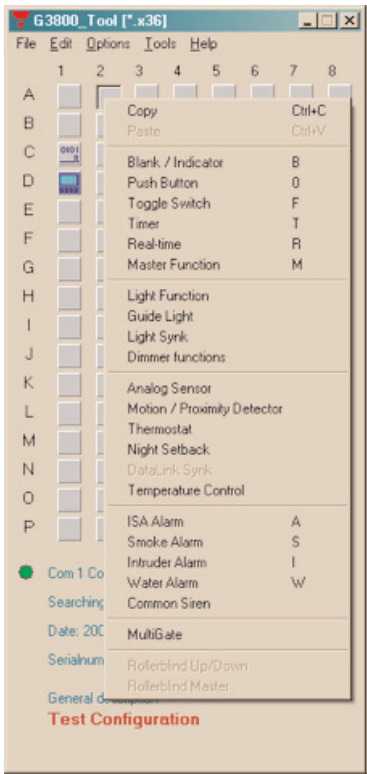 G3800_Tool [*.x36]
File Edit Options Tools Help
1 2 3 4 5 6 7 8
A
Copy Ctrl+C
B
Paste Ctrl+V
C
Blank / Indicator B
D
Push Button 0
E
Toggle Switch F
F
Timer T
Real-time R
G
Master Function M
H
Light Function
I
Guide Light
Light Synk
J
Dimmer functions
K
Analog Sensor
L
Motion / Proximity Detector
M
Thermostat
Night Setback
N
DataLink Synk
O
Temperature Control
P
ISA Alarm A
Smoke Alarm S
Intruder Alarm I
Com 1 Co
Water Alarm W
Searching
Common Siren
Date: 200
MultiGate
Serialnum
Rollerblind Up/Down
Rollerblind Master
General
Test Configuration